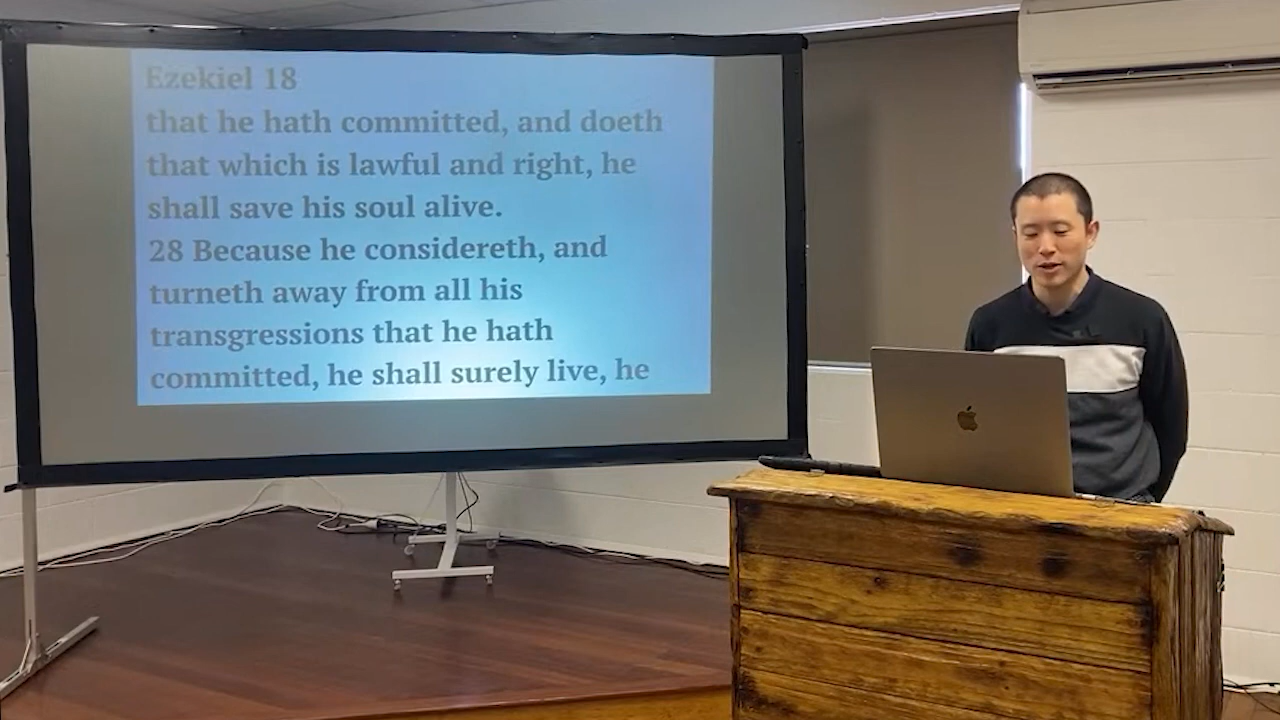 Ezekiel 18
that he hath committed, and doeth
that which is lawful and right, he
shall save his soul alive.
28 Because he considereth, and
turneth away from all his
transgressions that he hath
committed, he shall surely live, he